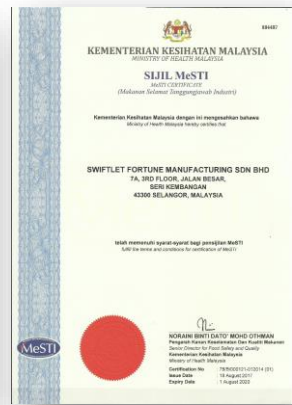 KEMENTERIAN KESIHATAN MALAYSIA
MINISTRY OF HEALTH MALAYSIA
SIJIL MeSTI
MeSTI CERTIFICATE
(Makanan Selamat Tanggungjawab Industri)
Kementerian Kesihatan Malaysia dengan ini mengesahkan bahawa
Ministry of Health Malaysia hereby certifies that
SWIFTLET FORTUNE MANUFACTURING SDN BHD
7A, 3RD FLOOR, JALAN BESAR,
SERI KEMBANGAN
43300 SELANGOR, MALAYSIA
telah memenuhi syarat-syarat bagi pensijilan MeSTI
fulfil the terms and conditions for certification of MeSTI
NORAINI BINTI DATO' MOHD OTHMAN
Pengarah Kanan Keselamatan Dan Kualiti Makanan
Senior Director for Food Safety and Quality
Kementerian Kesihatan Malaysia
Ministry of Health Malaysia
Certification No
Issue Date 18 August 2017
Expiry Date 1 August 2020
MeSTI